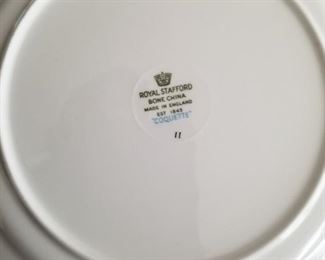 ROYAL STAFFORD
BONE CHINA
MADE IN ENGLAND
EST 1845
"COQUETTE"
11